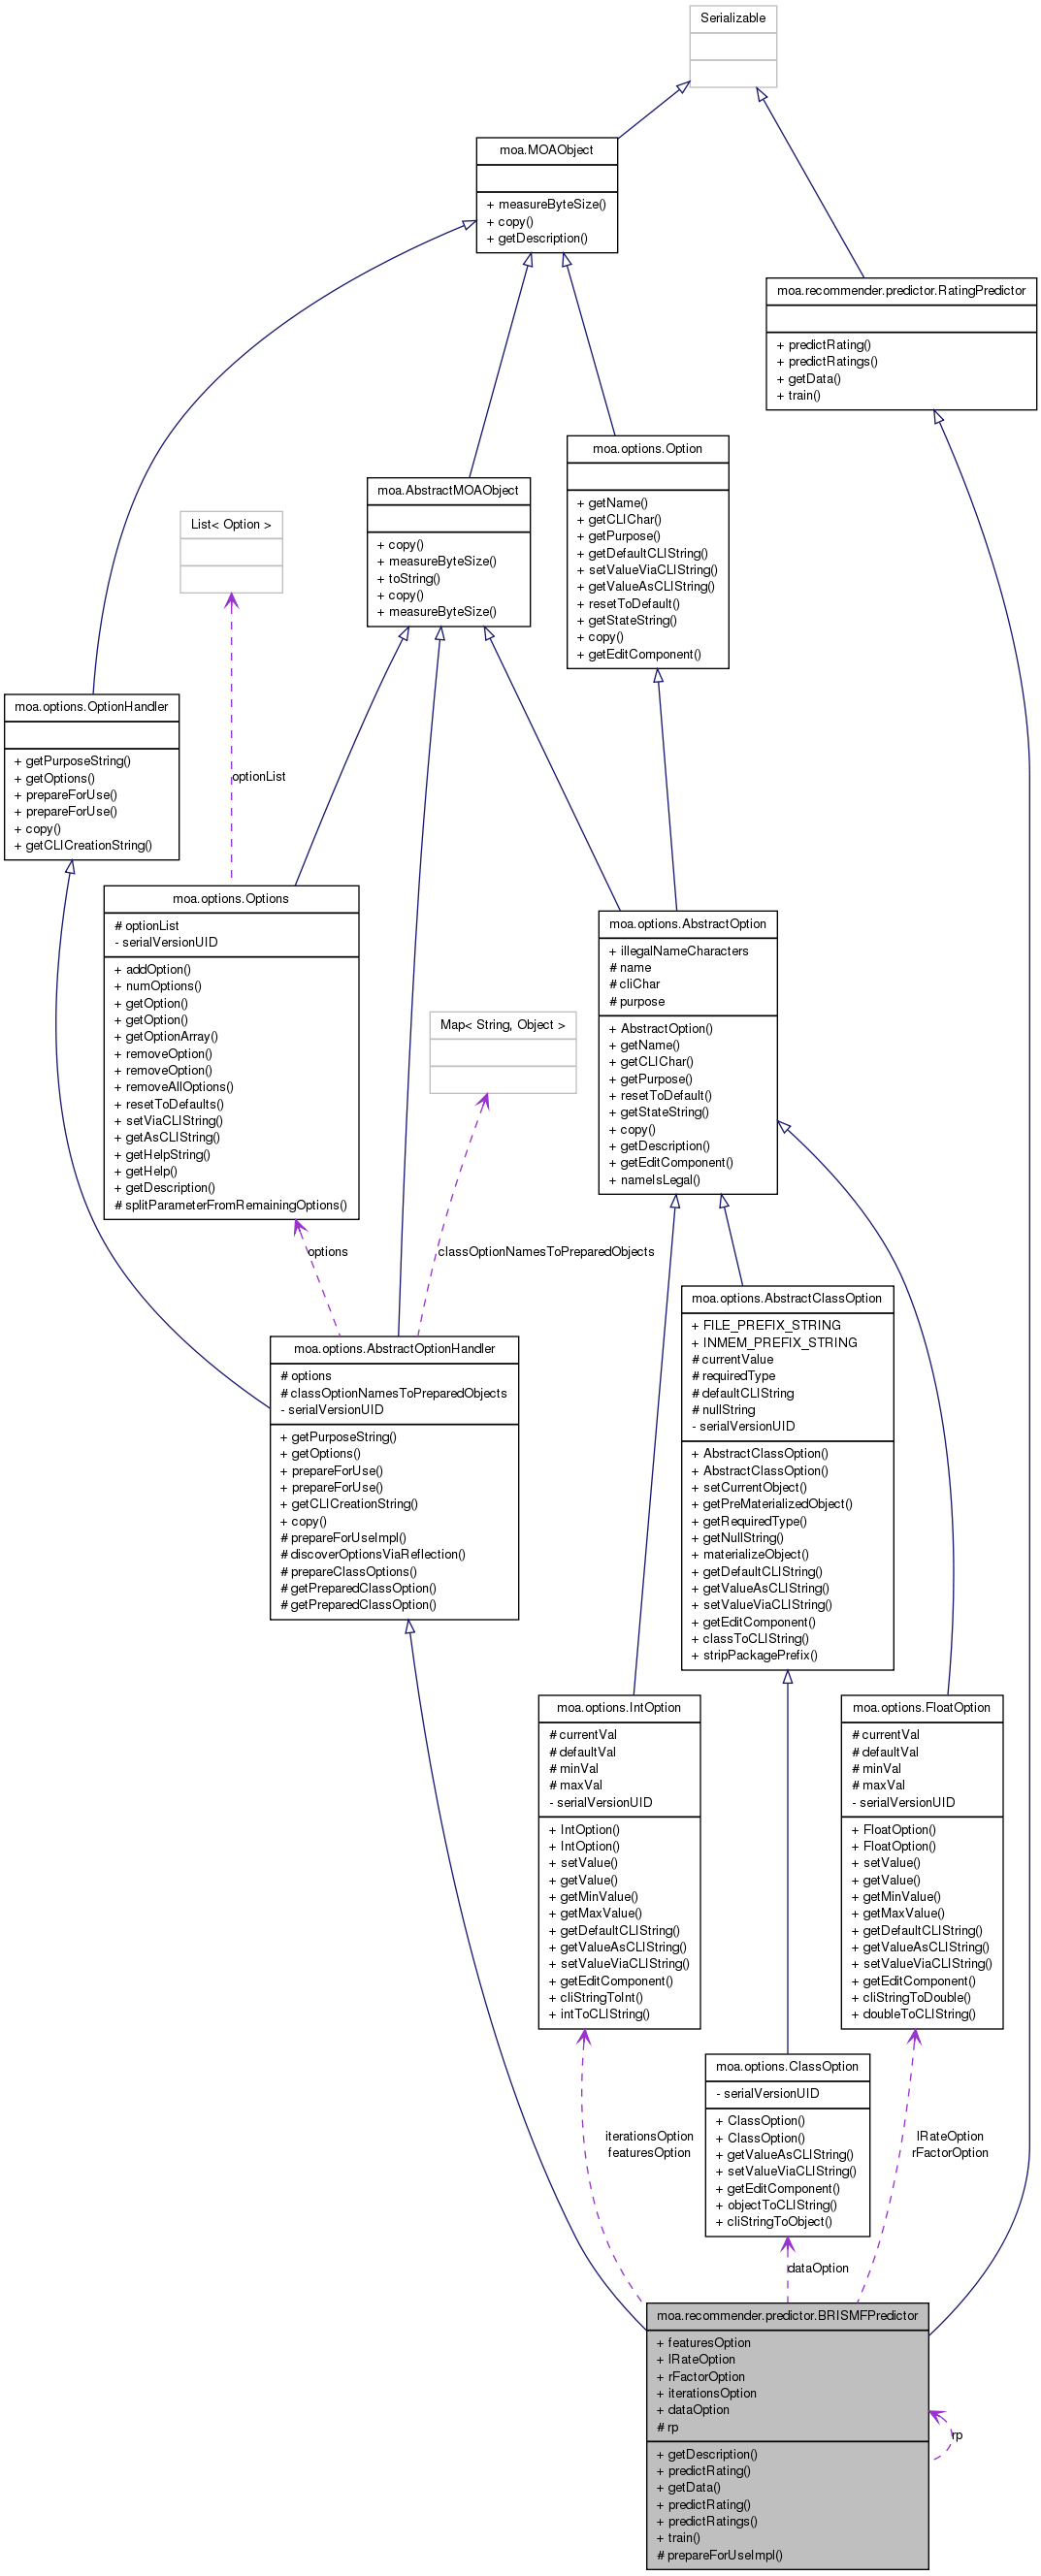 Serializable
moa.MOAObject
+ measureByteSize()
+ copy()
+ getDescription()
moa.recommender.predictor.RatingPredictor
+ predictRating()
+ predictRatings()
+ getData()
+ train()
moa.options.Option
+ getName()
+ getCLIChar()
+ getPurpose()
+ getDefaultCLIString()
+ setValueViaCLIString()
+ getValueAsCLIString()
+ resetToDefault()
+ getStateString()
+ copy()
+ getEditComponent()
moa.AbstractMOAObject
+ copy()
+ measureByteSize()
+ toString()
+ copy()
+ measureByteSize()
List< Option >
moa.options.OptionHandler
+ getPurposeString()
+ getOptions()
+ prepareForUse()
+ prepareForUse()
+ copy()
+ getCLICreationString()
optionList
moa.options.Options
# optionList
- serialVersionUID
+ addOption()
+ numOptions()
+ getOption()
+ getOption()
+ getOptionArray()
+ removeOption()
+ removeOption()
+ removeAllOptions()
+ resetToDefaults()
+ setViaCLIString()
+ getAsCLIString()
+ getHelpString()
+ getHelp()
+ getDescription()
# splitParameterFromRemainingOptions()
moa.options.AbstractOption
+ illegalNameCharacters
# name
# cliChar
# purpose
+ AbstractOption()
+ getName()
+ getCLIChar()
+ getPurpose()
+ resetToDefault()
+ getStateString()
+ copy()
+ getDescription()
+ getEditComponent()
+ nameIsLegal()
Map< String, Object >
options
classOptionNamesToPreparedObjects
moa.options.AbstractClassOption
+ FILE_PREFIX_STRING
+ INMEM_PREFIX_STRING
# currentValue
# requiredType
# defaultCLIString
# nullString
- serialVersionUID
+ AbstractClassOption()
+ AbstractClassOption()
+ setCurrentObject()
+ getPreMaterializedObject()
+ getRequiredType()
+ getNullString()
+ materializeObject()
+ getDefaultCLIString()
+ getValueAsCLIString()
+ setValueViaCLIString()
+ getEditComponent()
+ classToCLIString()
+ stripPackagePrefix()
moa.options.AbstractOptionHandler
# options
# classOptionNamesToPreparedObjects
- serialVersionUID
+ getPurposeString()
+ getOptions()
+ prepareForUse()
+ prepareForUse()
+ getCLICreationString()
+ copy()
# prepareForUseImpl()
# discoverOptionsViaReflection()
# prepareClassOptions()
# getPreparedClassOption()
# getPreparedClassOption()
moa.options.IntOption
# currentVal
# defaultVal
# minVal
# maxVal
- serialVersionUID
+ IntOption()
+ IntOption()
+ setValue()
+ getValue()
+ getMinValue()
+ getMaxValue()
+ getDefaultCLIString()
+ getValueAsCLIString()
+ setValueViaCLIString()
+ getEditComponent()
+ cliStringToInt()
+ intToCLIString()
moa.options.FloatOption
# currentVal
# defaultVal
# minVal
# maxVal
- serialVersionUID
+ FloatOption()
+ FloatOption()
+ setValue()
+ getValue()
+ getMinValue()
+ getMaxValue()
+ getDefaultCLIString()
+ getValueAsCLIString()
+ setValueViaCLIString()
+ getEditComponent()
+ cliStringToDouble()
+ doubleToCLIString()
moa.options.ClassOption
- serialVersionUID
+ ClassOption()
+ ClassOption()
+ getValueAsCLIString()
+ setValueViaCLIString()
+ getEditComponent()
+ objectToCLIString()
+ cliStringToObject()
iterationsOption
featuresOption
lRateOption
rFactorOption
dataOption
moa.recommender.predictor.BRISMFPredictor
+ featuresOption
+ lRateOption
+ rFactorOption
+ iterationsOption
+ dataOption
# rp
+ getDescription()
+ predictRating()
+ getData()
+ predictRating()
+ predictRatings()
+ train()
# prepareForUseImpl()
rp